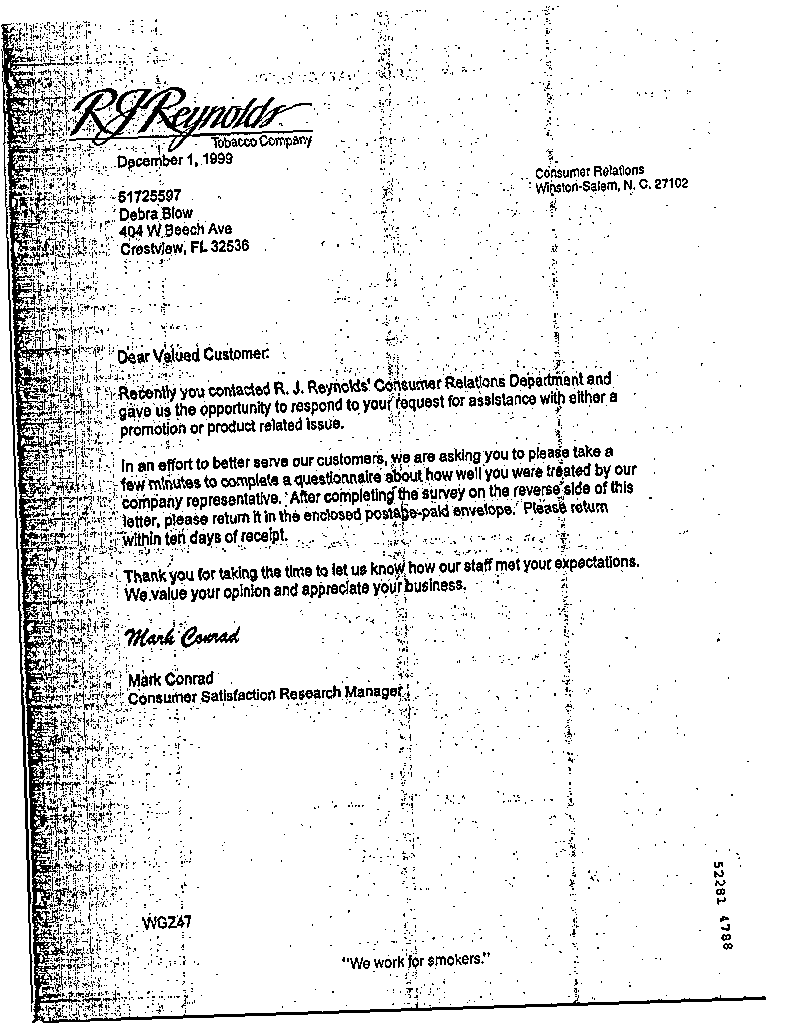 RJReynolds
Tobacco Company
December 1, 1999
Consumer Relations
Winston-Salem, N. C. 27102
51725597
Debra Blow
404 W Beech Ave
Crestview, FL 32536
Dear Valued Customer:
Recently you contacted R. J. Reynolds' Consumer Relations Department and
gave us the opportunity to respond to your request for assistance with either a
promotion or product related issue.
In an effort to better serve our customers, we are asking you to please take a
few minutes to complete a questionnaire about how well you were treated by our
company representative. After completing the survey on the reverse side of this
letter, please return it in the enclosed postage-paid envelope. Please return
within ten days of receipt.
Thank you for taking the time to let us know how our staff met your expectations.
We value your opinion and appreciate your business.
Mark Conrad
Mark Conrad
Consumer Satisfaction Research Manager
WGZ47
"We work for smokers."
52281 4788